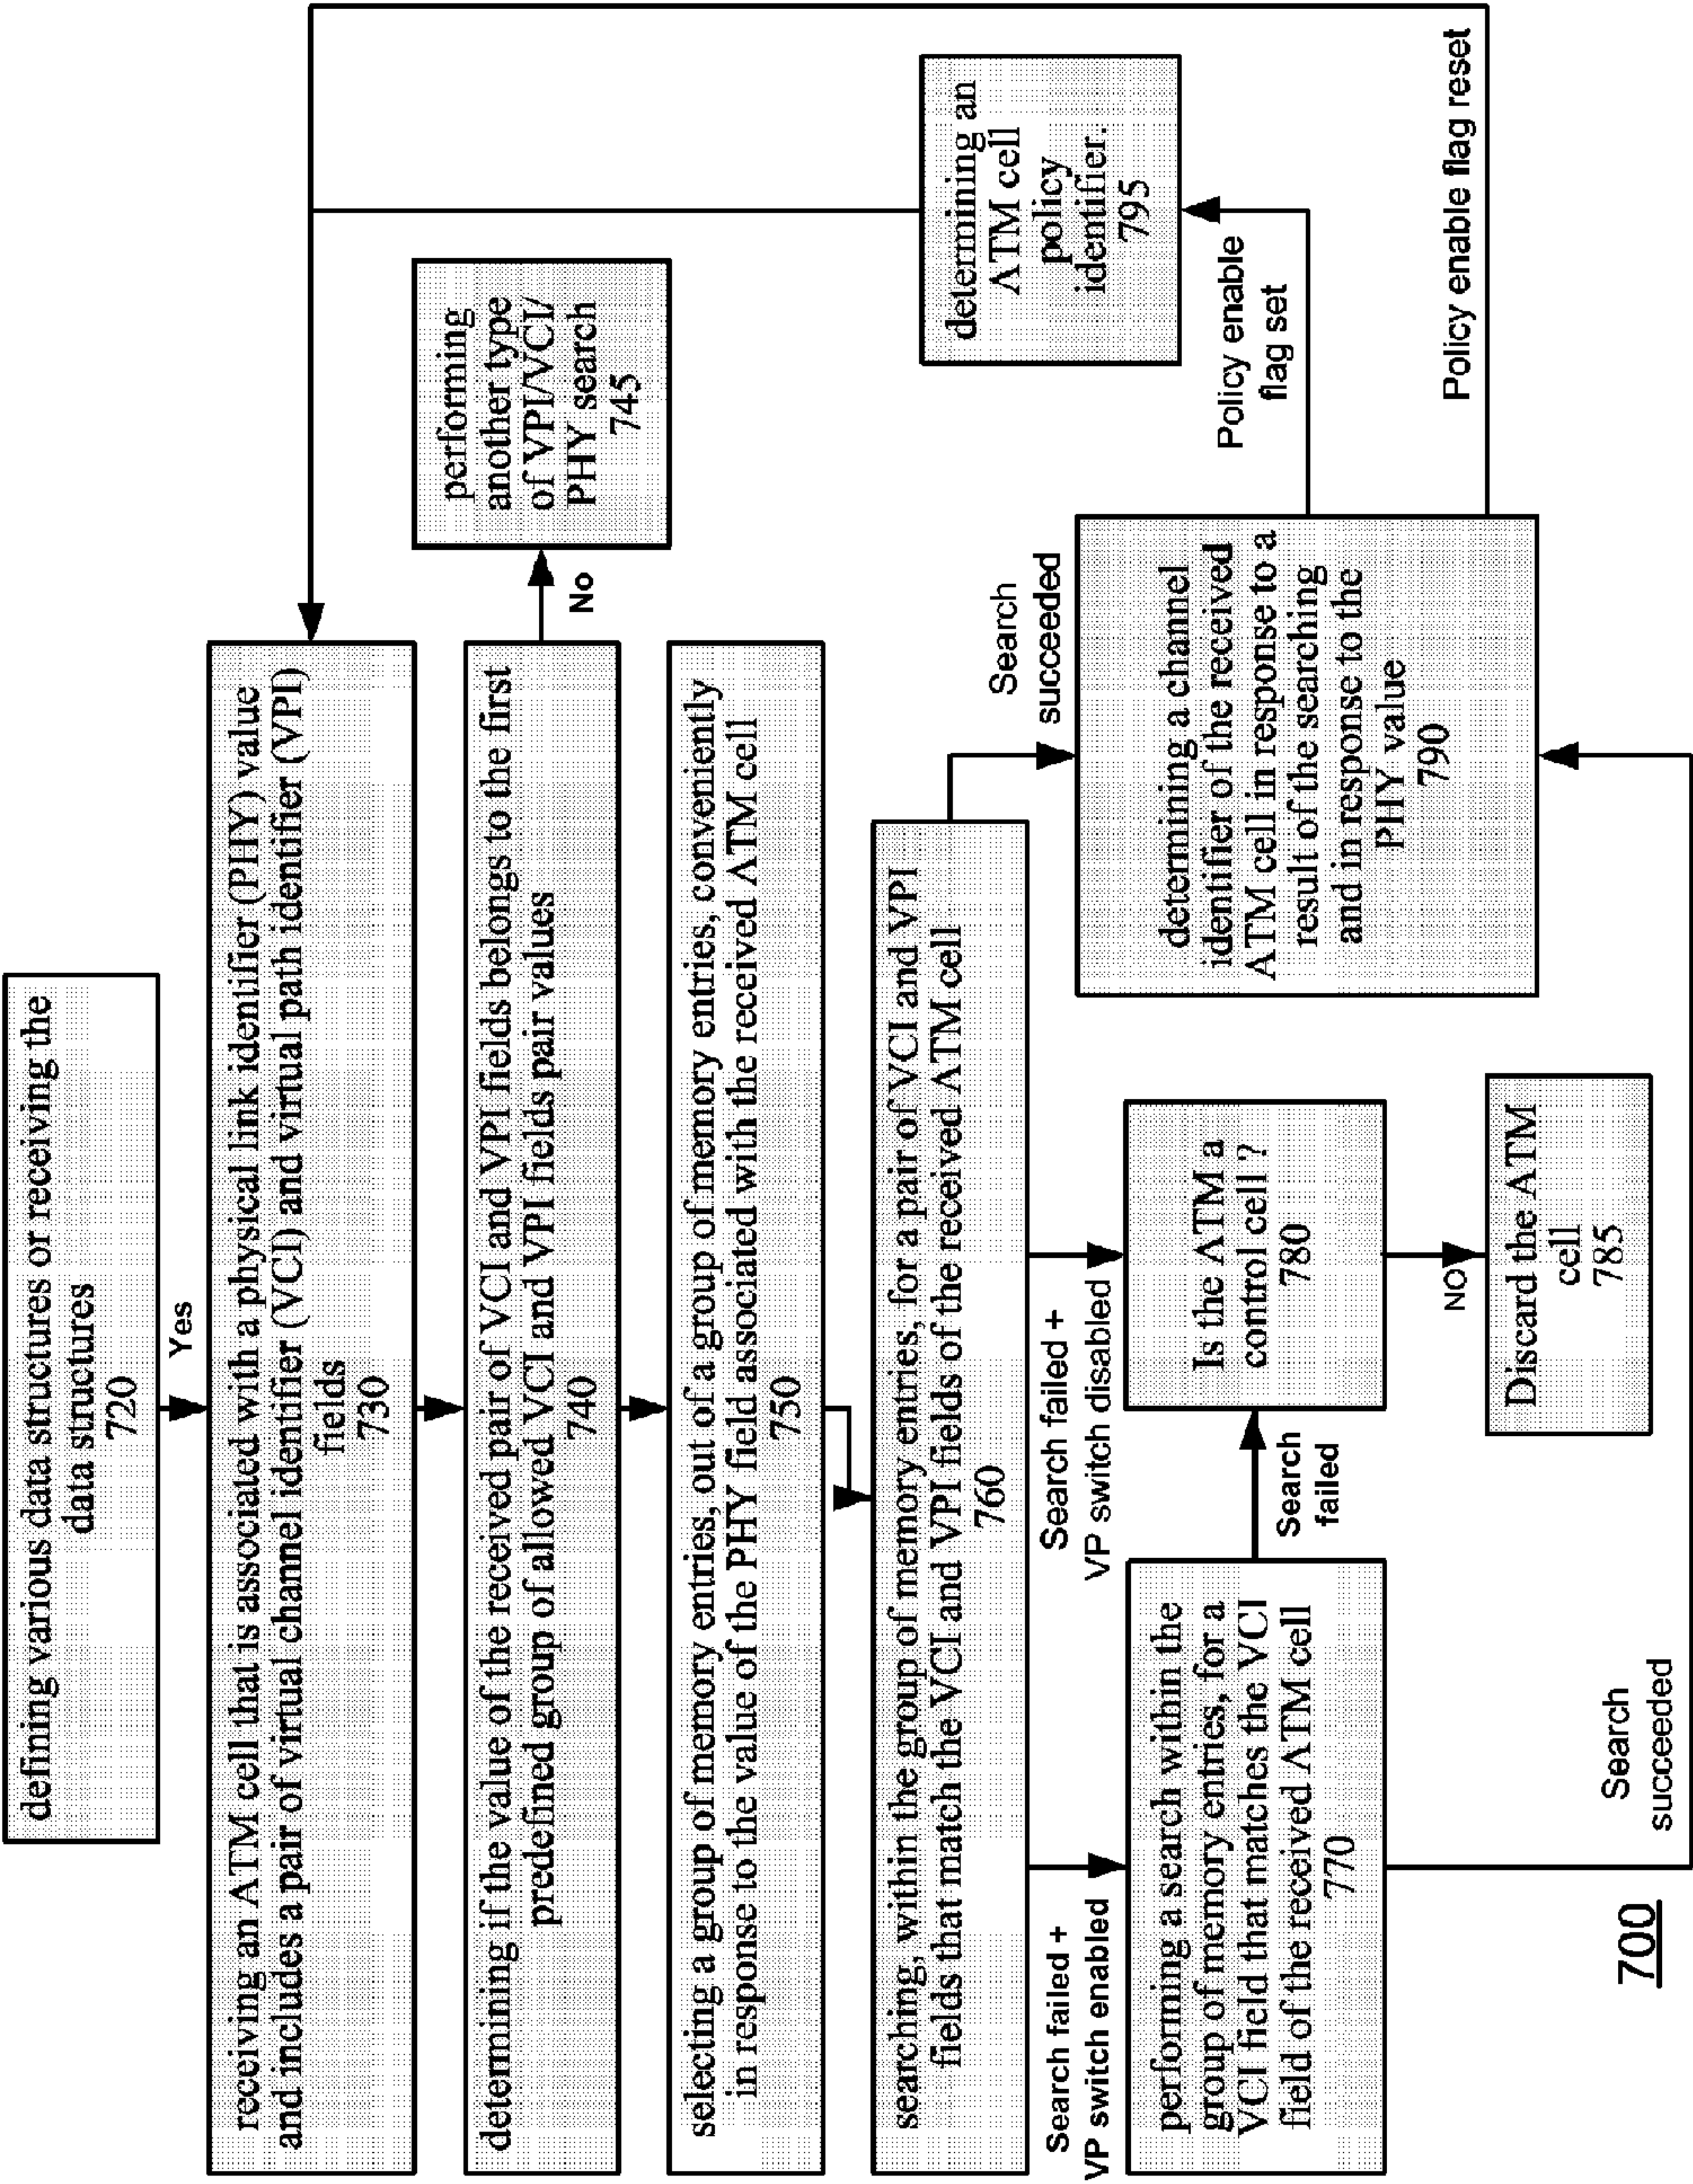 defining various data structures or receiving the
data structures
720
Yes
receiving an ATM cell that is associated with a physical link identifier (PHY) value
and includes a pair of virtual channel identifier (VCI) and virtual path identifier (VPI)
fields
730
determining if the value of the received pair of VCI and VPI fields belongs to the first
predefined group of allowed VCI and VPI fields pair values
740
No
performing
another type
of VPI/VCI/
PHY search
745
selecting a group of memory entries, out of a group of memory entries, conveniently
in response to the value of the PHY field associated with the received ATM cell
750
searching, within the group of memory entries, for a pair of VCI and VPI
fields that match the VCI and VPI fields of the received ATM cell
760
Search failed +
VP switch enabled
Search failed +
VP switch disabled
Search
succeeded
performing a search within the
group of memory entries, for a
VCI field that matches the VCI
field of the received ATM cell
770
Search
failed
Is the ATM a
control cell ?
780
NO
Discard the ATM
cell
785
determining a channel
identifier of the received
ATM cell in response to a
result of the searching
and in response to the
PHY value
790
Policy enable
flag set
determining an
ATM cell
policy
identifier.
795
Policy enable flag reset
Search
succeeded
700